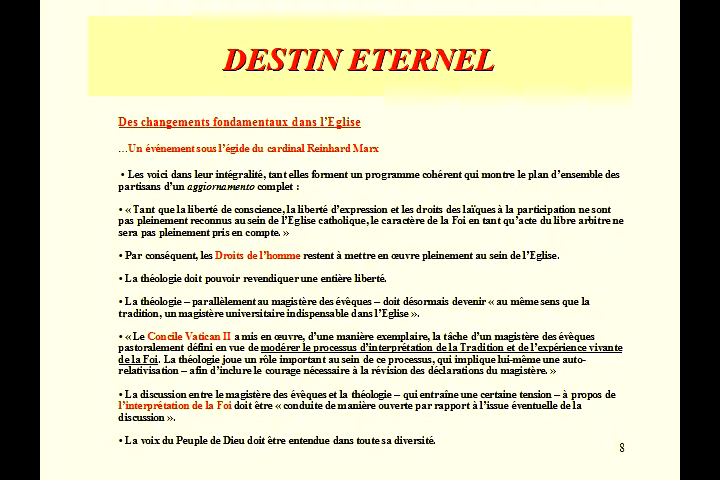 DESTIN ETERNEL
Des changements fondamentaux dans l'Eglise
…Un événement sous l'égide du cardinal Reinhard Marx
• Les voici dans leur intégralité, tant elles forment un programme cohérent qui montre le plan d'ensemble des
partisans d'un aggiornamento complet :
• « Tant que la liberté de conscience, la liberté d'expression et les droits des laïques à la participation ne sont
pas pleinement reconnus au sein de l'Eglise catholique, le caractère de la Foi en tant qu'acte du libre arbitre ne
sera pas pleinement pris en compte. »
• Par conséquent, les Droits de l'homme restent à mettre en œuvre pleinement au sein de l'Eglise.
• La théologie doit pouvoir revendiquer une entière liberté.
• La théologie – parallèlement au magistère des évêques – doit désormais devenir « au même sens que la
tradition, un magistère universitaire indispensable dans l'Eglise ».
• « Le Concile Vatican II a mis en œuvre, d'une manière exemplaire, la tâche d'un magistère des évêques
pastoralement défini en vue de modérer le processus d'interprétation de la Tradition et de l'expérience vivante
de la Foi. La théologie joue un rôle important au sein de ce processus, qui implique lui-même une auto-
relativisation – afin d'inclure le courage nécessaire à la révision des déclarations du magistère. »
• La discussion entre le magistère des évêques et la théologie – qui entraîne une certaine tension – à propos de
l'interprétation de la Foi doit être « conduite de manière ouverte par rapport à l'issue éventuelle de la
discussion ».
• La voix du Peuple de Dieu doit être entendue dans toute sa diversité.
8